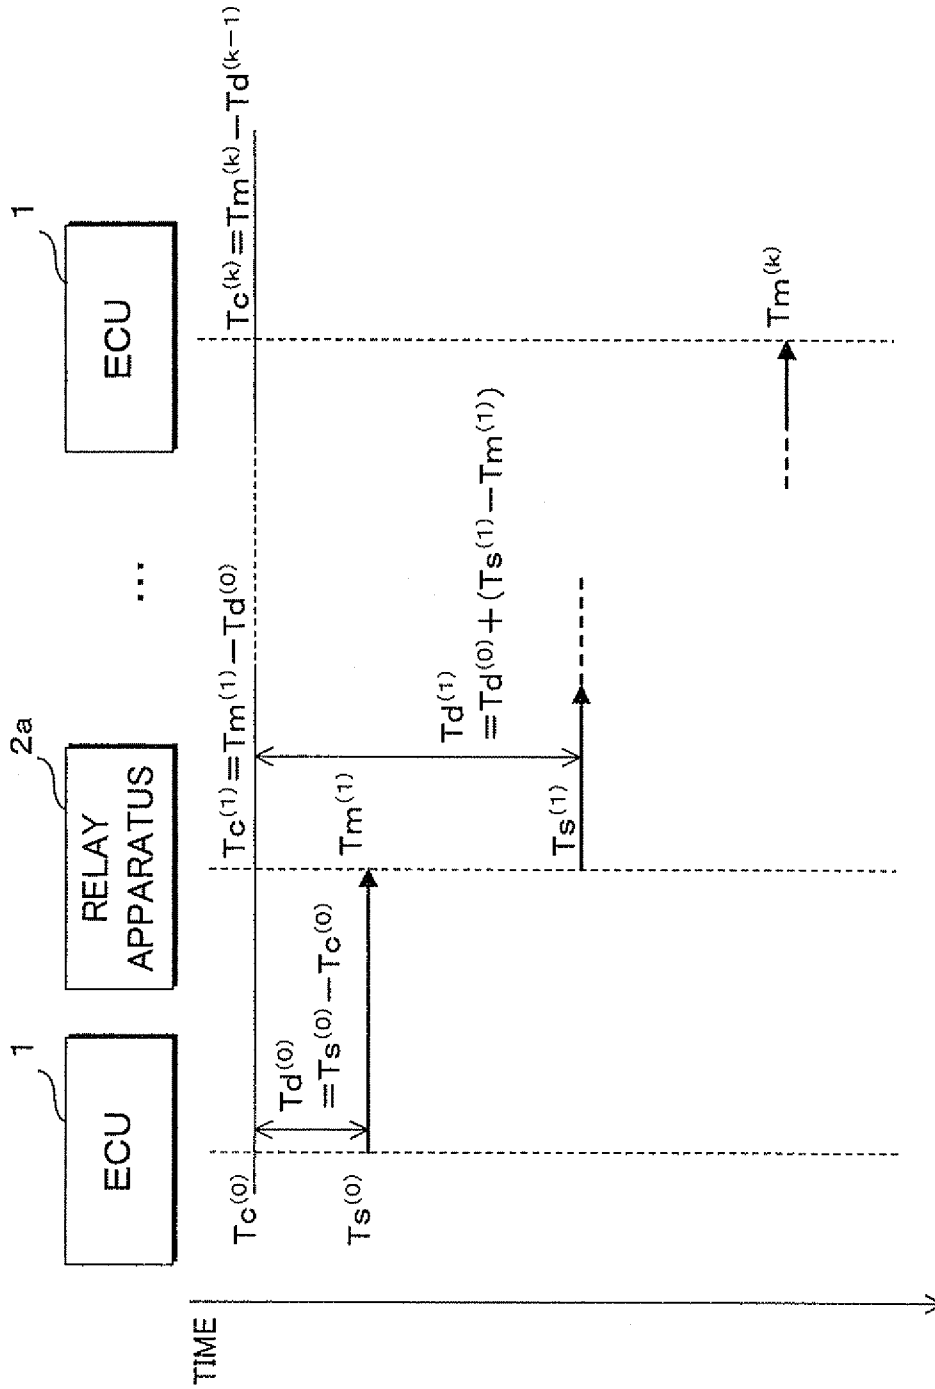 1
ECU
2a
RELAY
APPARATUS
...
1
ECU
TIME
Tc(0)
Tc(1)=Tm(1)−Td(0)
Tc(k)=Tm(k)−Td(k−1)
Td(0)
=Ts(0)−Tc(0)
Ts(0)
Tm(1)
Td(1)
=Td(0)+(Ts(1)−Tm(1))
Ts(1)
Tm(k)